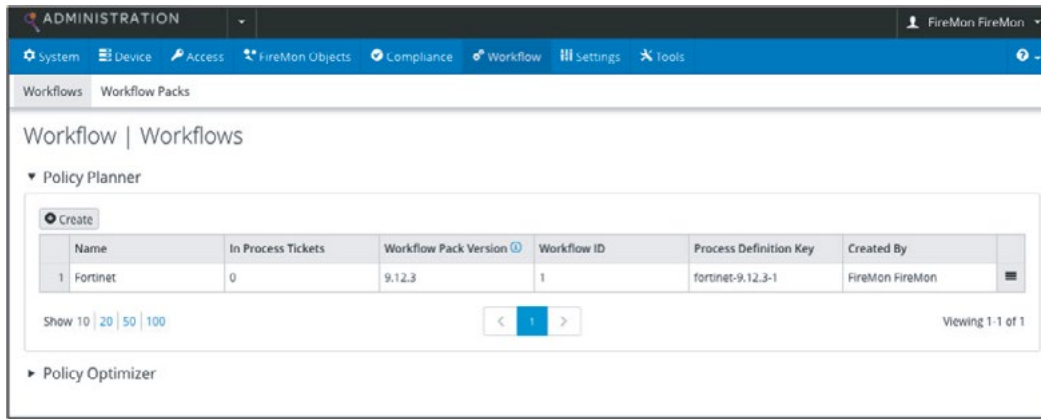 ADMINISTRATION FireMon FireMon
System Device Access FireMon Objects Compliance Workflow Settings Tools
Workflows Workflow Packs
Workflow | Workflows
Policy Planner
Create
Name In Process Tickets Workflow Pack Version Workflow ID Process Definition Key Created By
1 Fortinet 0 9.12.3 1 fortinet-9.12.3-1 FireMon FireMon
Show 10 20 50 100 < 1 > Viewing 1-1 of 1
Policy Optimizer